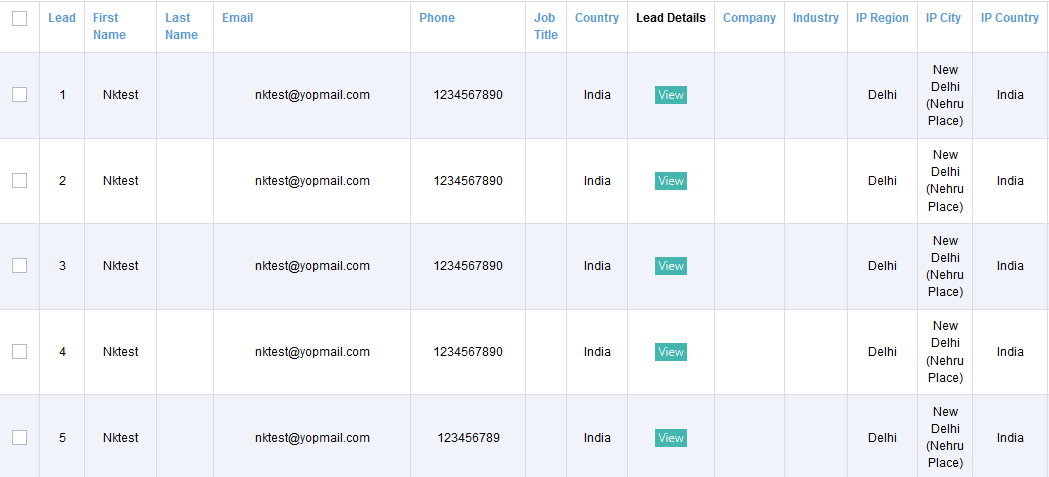 Lead First Name Last Name Email Phone Job Title Country Lead Details Company Industry IP Region IP City IP Country
1 Nktest nktest@yopmail.com 1234567890 India View Delhi New Delhi (Nehru Place) India
2 Nktest nktest@yopmail.com 1234567890 India View Delhi New Delhi (Nehru Place) India
3 Nktest nktest@yopmail.com 1234567890 India View Delhi New Delhi (Nehru Place) India
4 Nktest nktest@yopmail.com 1234567890 India View Delhi New Delhi (Nehru Place) India
5 Nktest nktest@yopmail.com 123456789 India View Delhi New Delhi (Nehru Place) India